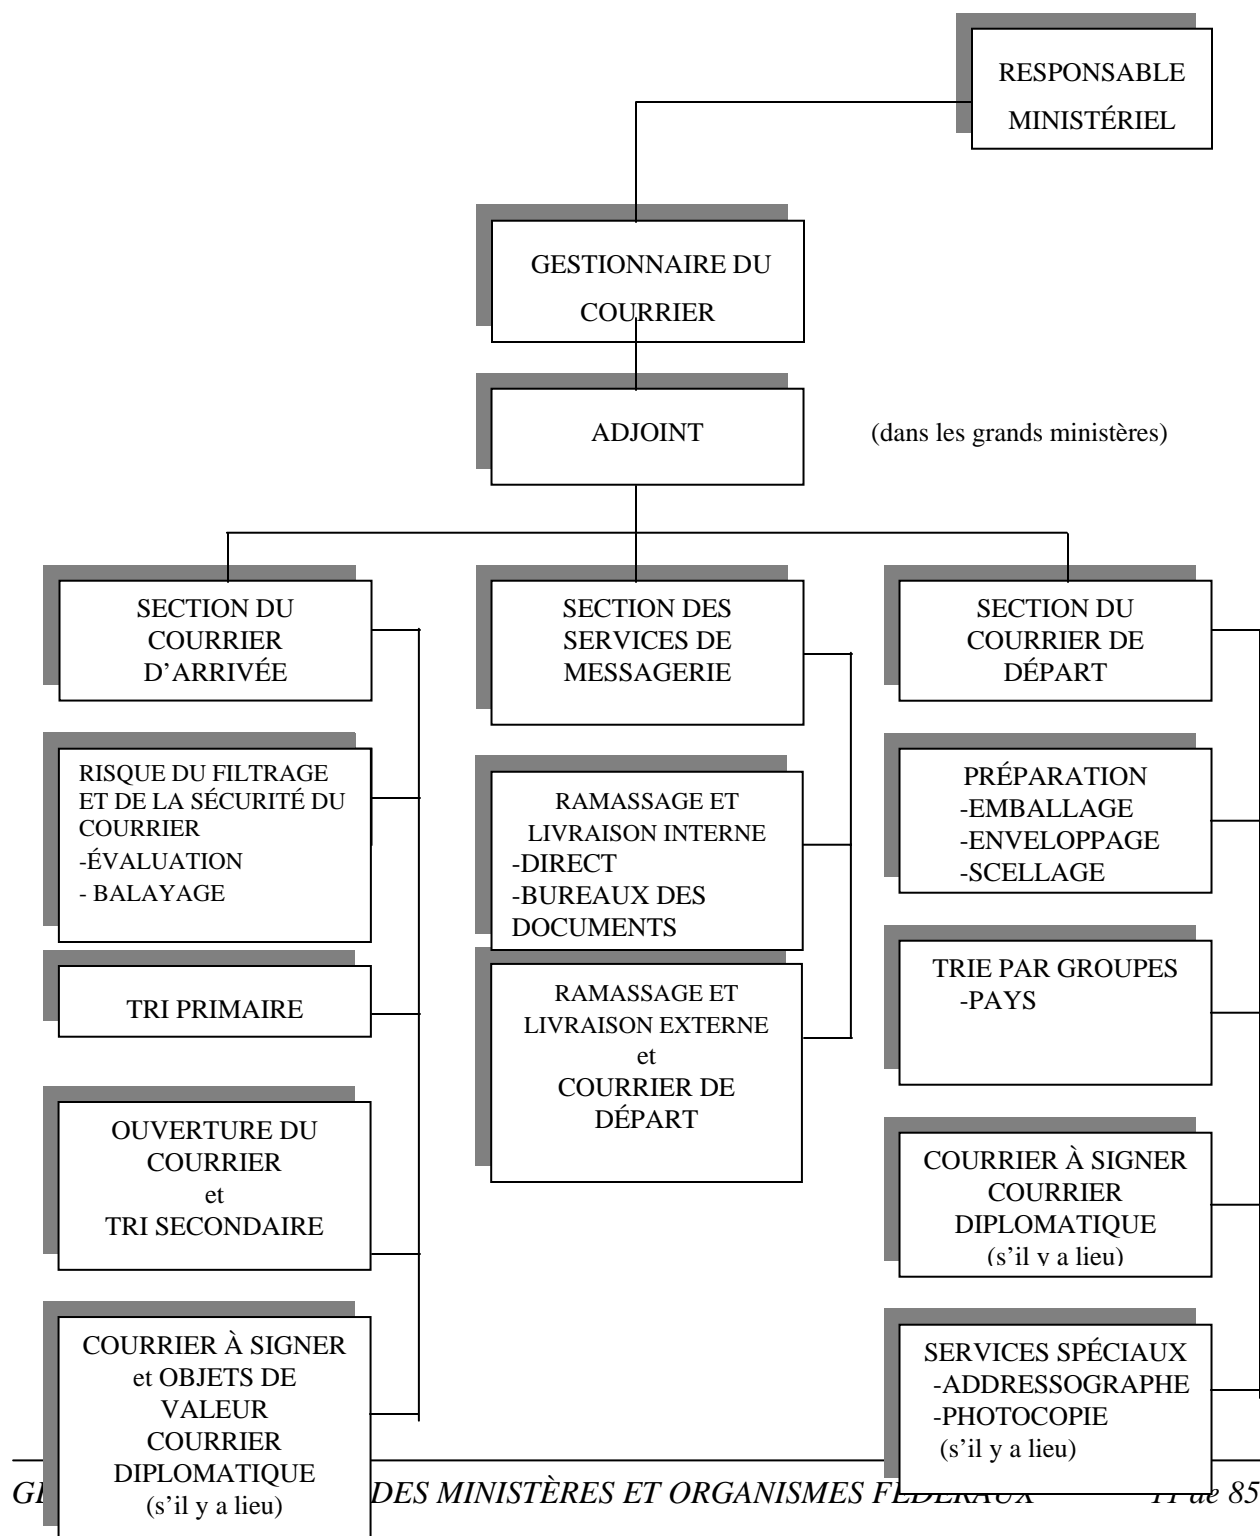 RESPONSABLE
MINISTÉRIEL
GESTIONNAIRE DU
COURRIER
ADJOINT
(dans les grands ministères)
SECTION DU
COURRIER
D’ARRIVÉE
RISQUE DU FILTRAGE
ET DE LA SÉCURITÉ DU
COURRIER
-ÉVALUATION
- BALAYAGE
TRI PRIMAIRE
OUVERTURE DU
COURRIER
et
TRI SECONDAIRE
COURRIER À SIGNER
et OBJETS DE
VALEUR
COURRIER
DIPLOMATIQUE
(s’il y a lieu)
SECTION DES
SERVICES DE
MESSAGERIE
RAMASSAGE ET
LIVRAISON INTERNE
-DIRECT
-BUREAUX DES
DOCUMENTS
RAMASSAGE ET
LIVRAISON EXTERNE
et
COURRIER DE
DÉPART
SECTION DU
COURRIER DE
DÉPART
PRÉPARATION
-EMBALLAGE
-ENVELOPPAGE
-SCELLAGE
TRIE PAR GROUPES
-PAYS
COURRIER À SIGNER
COURRIER
DIPLOMATIQUE
(s’il y a lieu)
SERVICES SPÉCIAUX
-ADDRESSOGRAPHE
-PHOTOCOPIE
(s’il y a lieu)
DES MINISTÈRES ET ORGANISMES FÉDÉRAUX de 85